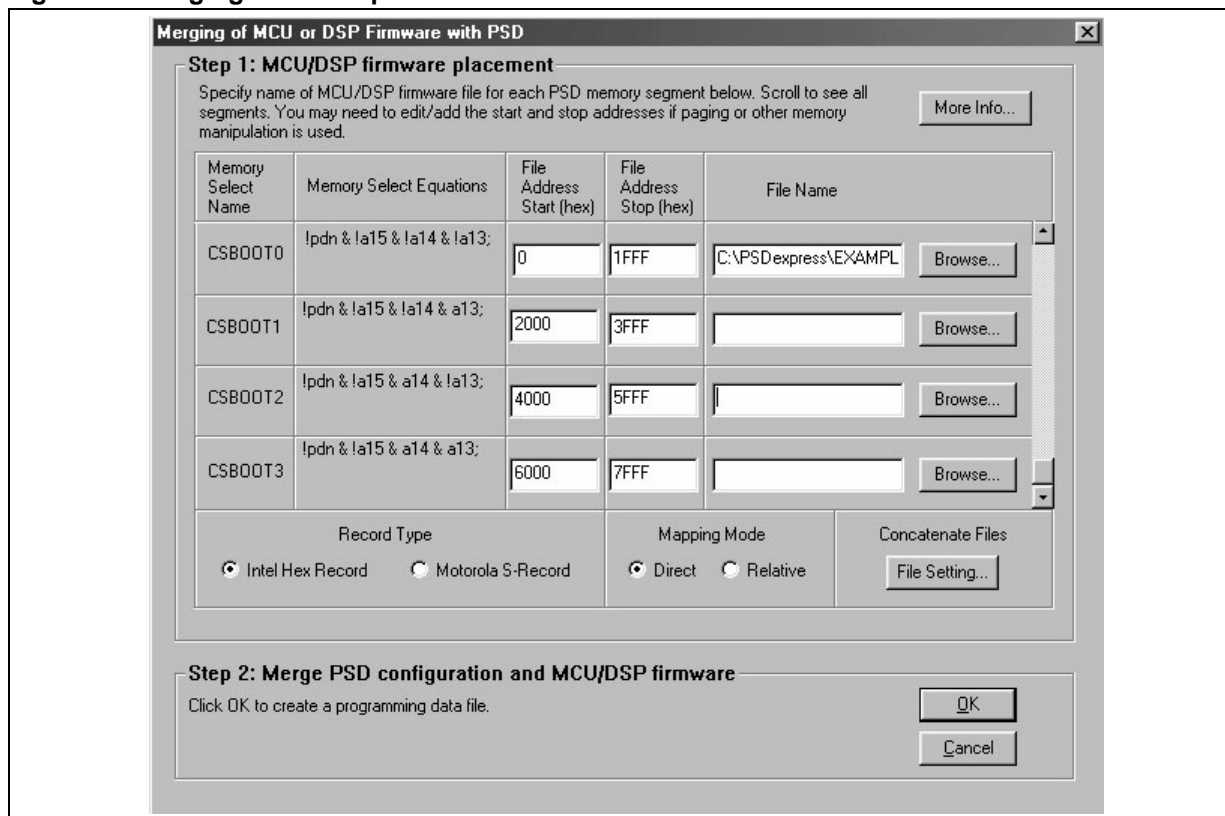 Merging of MCU or DSP Firmware with PSD
Step 1: MCU/DSP firmware placement
Specify name of MCU/DSP firmware file for each PSD memory segment below. Scroll to see all
segments. You may need to edit/add the start and stop addresses if paging or other memory
manipulation is used.
More Info...
Memory
Select
Name
Memory Select Equations
File
Address
Start (hex)
File
Address
Stop (hex)
File Name
CSBOOT0
!pdn & !a15 & !a14 & !a13;
0
1FFF
C:\PSDexpress\EXAMPL
Browse...
CSBOOT1
!pdn & !a15 & !a14 & a13;
2000
3FFF
Browse...
CSBOOT2
!pdn & !a15 & a14 & !a13;
4000
5FFF
Browse...
CSBOOT3
!pdn & !a15 & a14 & a13;
6000
7FFF
Browse...
Record Type
Intel Hex Record
Motorola S-Record
Mapping Mode
Direct
Relative
Concatenate Files
File Setting...
Step 2: Merge PSD configuration and MCU/DSP firmware
Click OK to create a programming data file.
OK
Cancel